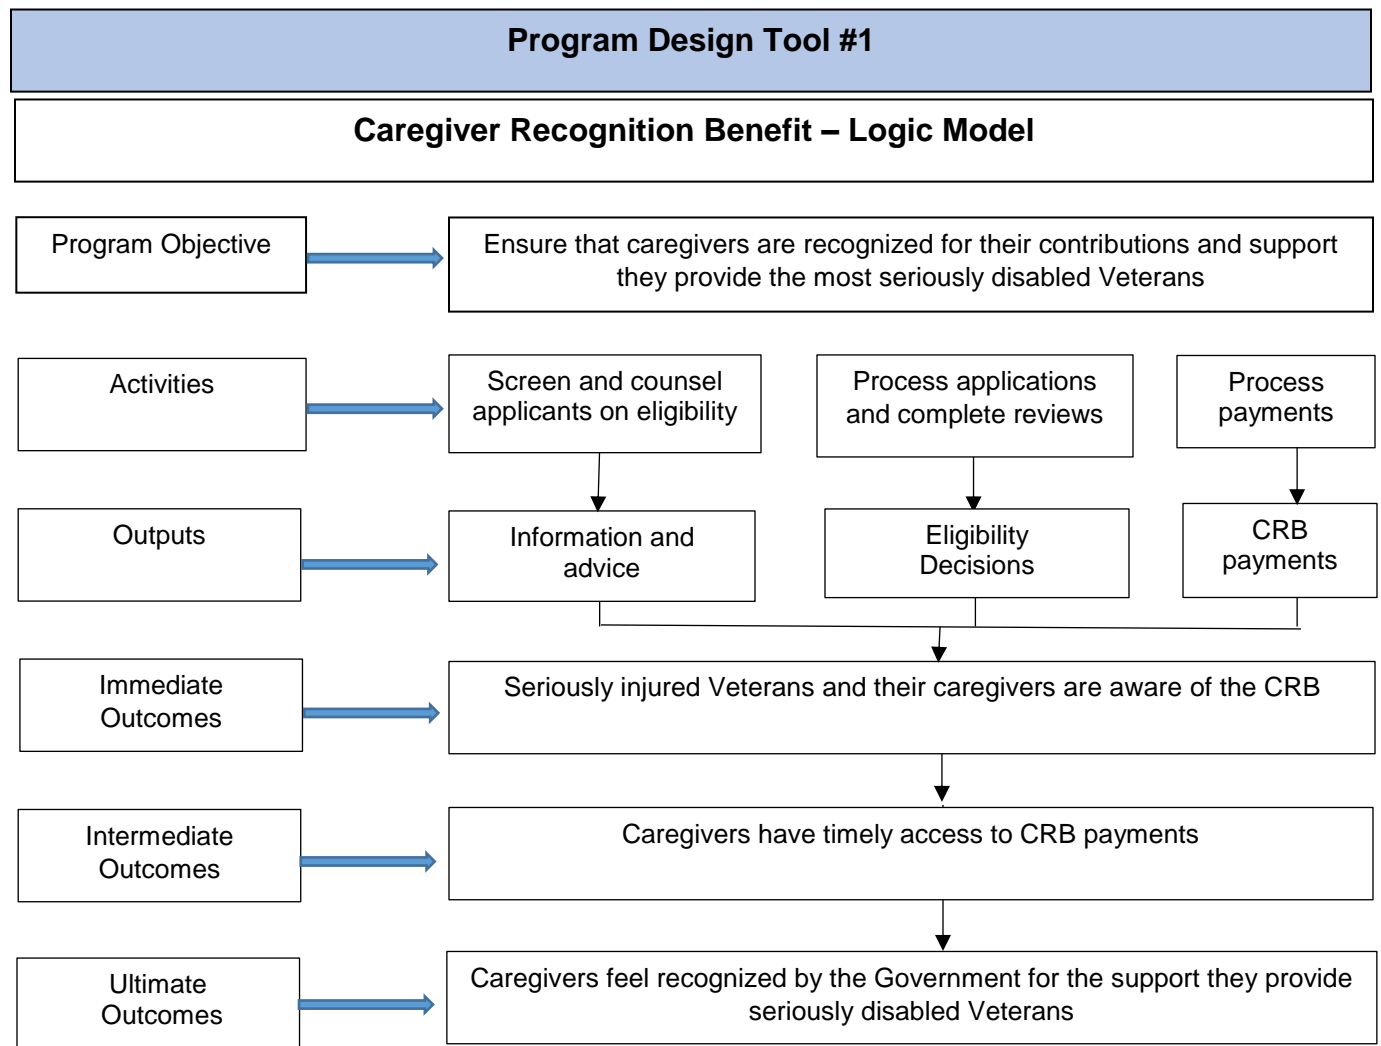 Program Design Tool #1
Caregiver Recognition Benefit – Logic Model
Program Objective
Ensure that caregivers are recognized for their contributions and support
they provide the most seriously disabled Veterans
Activities
Screen and counsel
applicants on eligibility
Process applications
and complete reviews
Process
payments
Outputs
Information and
advice
Eligibility
Decisions
CRB
payments
Immediate
Outcomes
Seriously injured Veterans and their caregivers are aware of the CRB
Intermediate
Outcomes
Caregivers have timely access to CRB payments
Ultimate
Outcomes
Caregivers feel recognized by the Government for the support they provide
seriously disabled Veterans